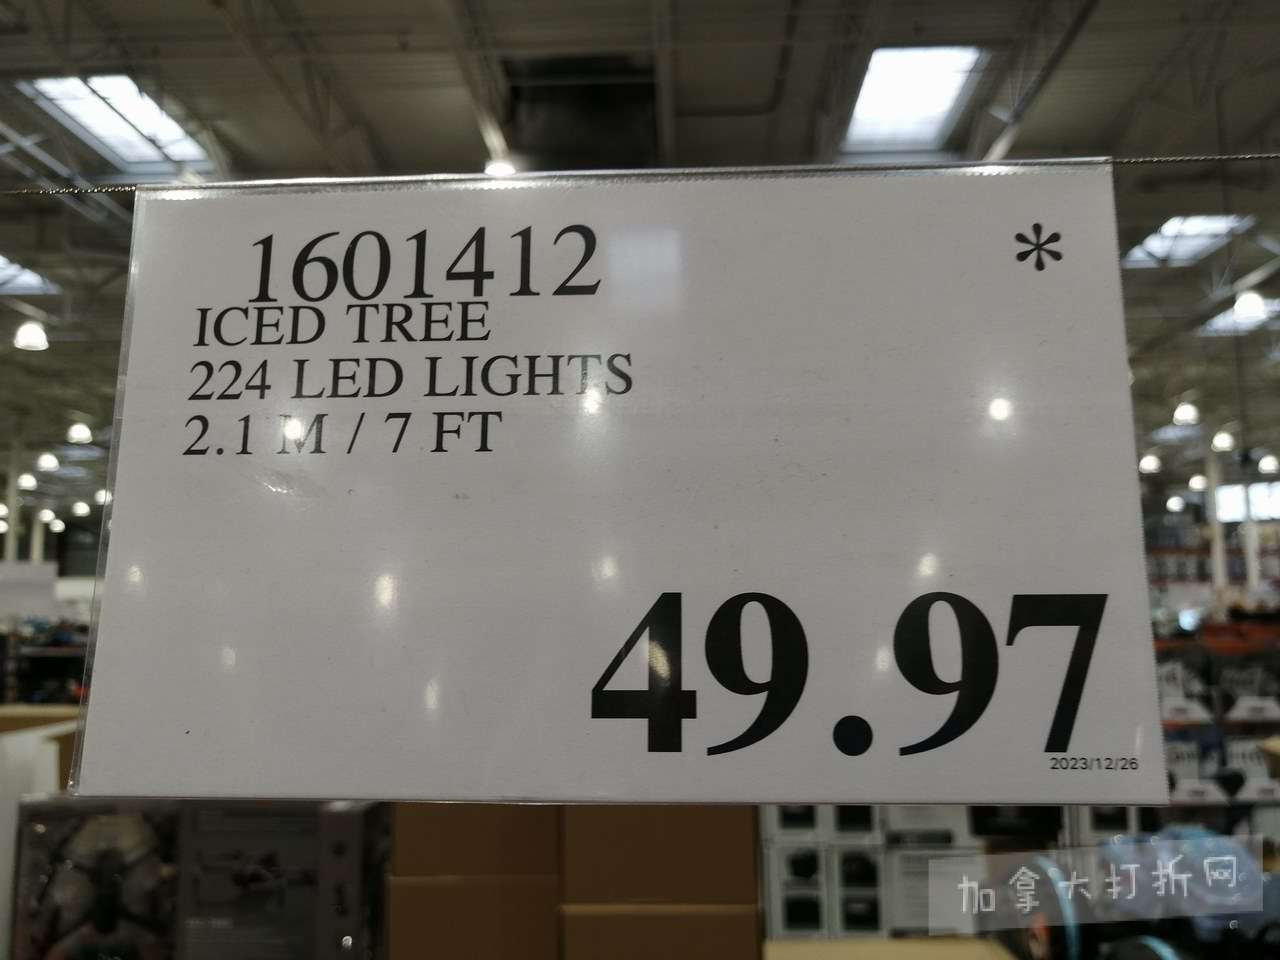 1601412 *
ICED TREE
224 LED LIGHTS
2.1 M / 7 FT
49.97
2023/12/26
加拿大打折网